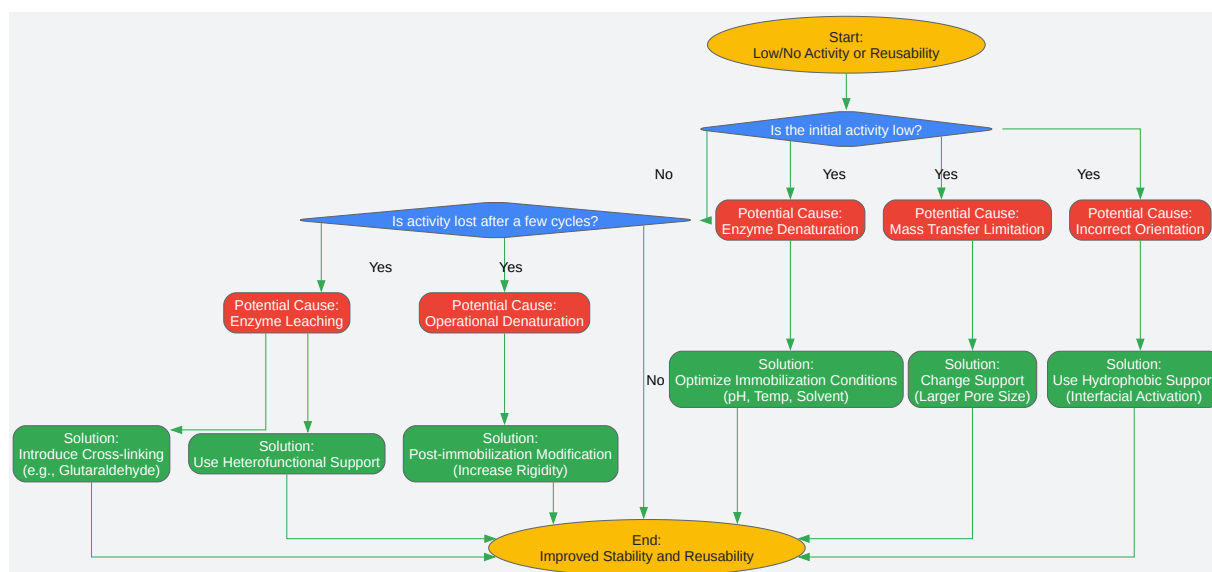 Start:
Low/No Activity or Reusability
Is the initial activity low?
No
Yes
Yes
Yes
Potential Cause:
Enzyme Denaturation
Potential Cause:
Mass Transfer Limitation
Potential Cause:
Incorrect Orientation
Is activity lost after a few cycles?
Yes
Yes
Potential Cause:
Enzyme Leaching
Potential Cause:
Operational Denaturation
No
Solution:
Optimize Immobilization Conditions
(pH, Temp, Solvent)
Solution:
Change Support
(Larger Pore Size)
Solution:
Use Hydrophobic Support
(Interfacial Activation)
Solution:
Introduce Cross-linking
(e.g., Glutaraldehyde)
Solution:
Use Heterofunctional Support
Solution:
Post-immobilization Modification
(Increase Rigidity)
End:
Improved Stability and Reusability